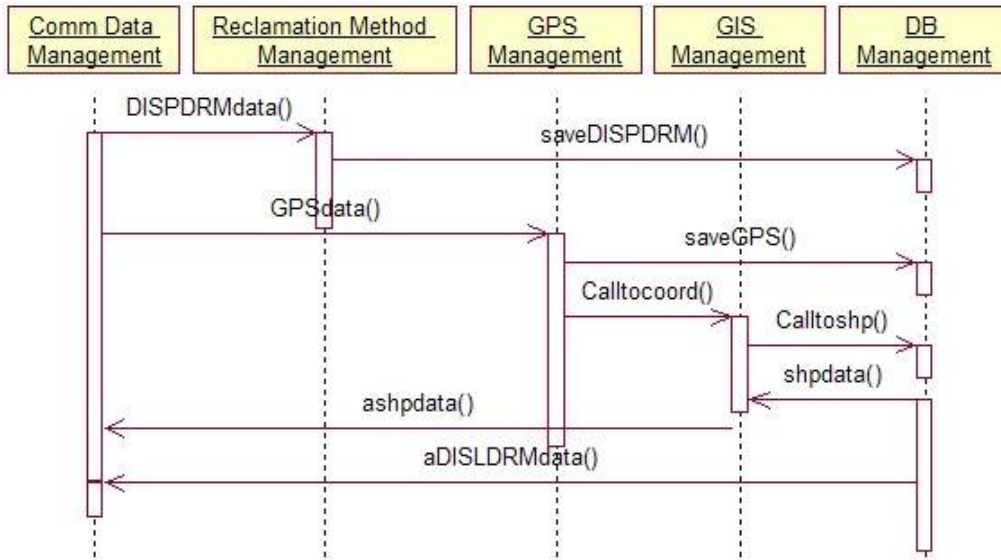 Comm Data
Management
Reclamation Method
Management
GPS
Management
GIS
Management
DB
Management
DISPDRMdata()
saveDISPDRM()
GPSdata()
saveGPS()
Calltocoord()
Calltoshp()
shpdata()
ashpdata()
aDISLDRMdata()